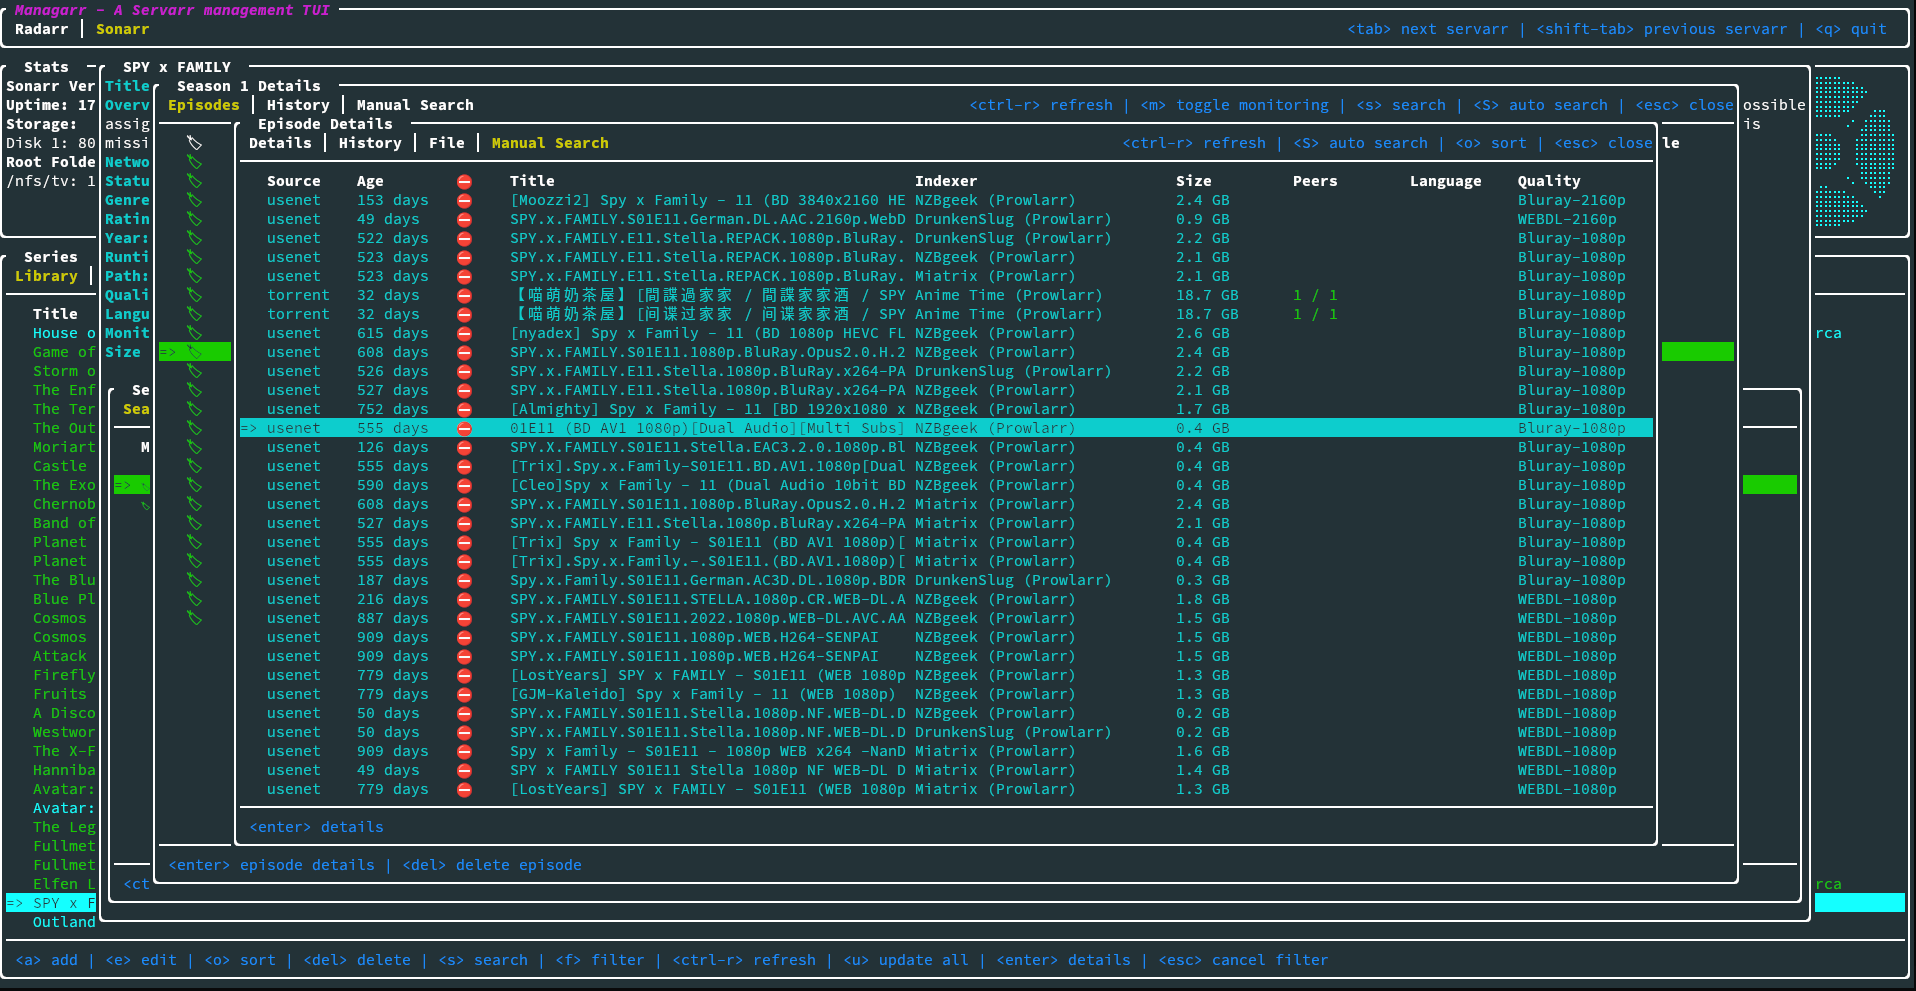 Managarr - A Servarr management TUI
Radarr │ Sonarr <tab> next servarr | <shift-tab> previous servarr | <q> quit
Stats
Sonarr Ver
Uptime: 17
Storage:
Disk 1: 80
Root Folde
/nfs/tv: 1
SPY x FAMILY
Title
Overv
assig
missi
Netwo
Statu
Genre
Ratin
Year:
Runti
Path:
Quali
Langu
Monit
Size
ossible
is
Season 1 Details
Episodes │ History │ Manual Search <ctrl-r> refresh | <m> toggle monitoring | <s> search | <S> auto search | <esc> close
le
=>
Episode Details
Details │ History │ File │ Manual Search <ctrl-r> refresh | <S> auto search | <o> sort | <esc> close
Source Age ⛔ Title Indexer Size Peers Language Quality
usenet 153 days ⛔ [Moozzi2] Spy x Family - 11 (BD 3840x2160 HE NZBgeek (Prowlarr) 2.4 GB Bluray-2160p
usenet 49 days ⛔ SPY.x.FAMILY.S01E11.German.DL.AAC.2160p.WebD DrunkenSlug (Prowlarr) 0.9 GB WEBDL-2160p
usenet 522 days ⛔ SPY.x.FAMILY.E11.Stella.REPACK.1080p.BluRay. DrunkenSlug (Prowlarr) 2.2 GB Bluray-1080p
usenet 523 days ⛔ SPY.x.FAMILY.E11.Stella.REPACK.1080p.BluRay. NZBgeek (Prowlarr) 2.1 GB Bluray-1080p
usenet 523 days ⛔ SPY.x.FAMILY.E11.Stella.REPACK.1080p.BluRay. Miatrix (Prowlarr) 2.1 GB Bluray-1080p
torrent 32 days ⛔ 【喵萌奶茶屋】[間諜過家家 / 間諜家家酒 / SPY Anime Time (Prowlarr) 18.7 GB 1 / 1 Bluray-1080p
torrent 32 days ⛔ 【喵萌奶茶屋】[间谍过家家 / 间谍家家酒 / SPY Anime Time (Prowlarr) 18.7 GB 1 / 1 Bluray-1080p
usenet 615 days ⛔ [nyadex] Spy x Family - 11 (BD 1080p HEVC FL NZBgeek (Prowlarr) 2.6 GB Bluray-1080p
usenet 608 days ⛔ SPY.X.FAMILY.S01E11.1080p.BluRay.Opus2.0.H.2 NZBgeek (Prowlarr) 2.4 GB Bluray-1080p
usenet 526 days ⛔ SPY.x.FAMILY.E11.Stella.1080p.BluRay.x264-PA DrunkenSlug (Prowlarr) 2.2 GB Bluray-1080p
usenet 527 days ⛔ SPY.x.FAMILY.E11.Stella.1080p.BluRay.x264-PA NZBgeek (Prowlarr) 2.1 GB Bluray-1080p
usenet 752 days ⛔ [Almighty] Spy x Family - 11 [BD 1920x1080 x NZBgeek (Prowlarr) 1.7 GB Bluray-1080p
=> usenet 555 days ⛔ 01E11 (BD AV1 1080p)[Dual Audio][Multi Subs] NZBgeek (Prowlarr) 0.4 GB Bluray-1080p
usenet 126 days ⛔ SPY.X.FAMILY.S01E11.Stella.EAC3.2.0.1080p.Bl NZBgeek (Prowlarr) 0.4 GB Bluray-1080p
usenet 555 days ⛔ [Trix].Spy.x.Family-S01E11.BD.AV1.1080p[Dual NZBgeek (Prowlarr) 0.4 GB Bluray-1080p
usenet 590 days ⛔ [Cleo]Spy x Family - 11 (Dual Audio 10bit BD NZBgeek (Prowlarr) 0.4 GB Bluray-1080p
usenet 608 days ⛔ SPY.X.FAMILY.S01E11.1080p.BluRay.Opus2.0.H.2 Miatrix (Prowlarr) 2.4 GB Bluray-1080p
usenet 527 days ⛔ SPY.x.FAMILY.E11.Stella.1080p.BluRay.x264-PA Miatrix (Prowlarr) 2.1 GB Bluray-1080p
usenet 555 days ⛔ [Trix] Spy x Family - S01E11 (BD AV1 1080p)[ Miatrix (Prowlarr) 0.4 GB Bluray-1080p
usenet 555 days ⛔ [Trix].Spy.x.Family.-.S01E11.(BD.AV1.1080p)[ Miatrix (Prowlarr) 0.4 GB Bluray-1080p
usenet 187 days ⛔ Spy.x.Family.S01E11.German.AC3D.DL.1080p.BDR DrunkenSlug (Prowlarr) 0.3 GB Bluray-1080p
usenet 216 days ⛔ SPY.x.FAMILY.S01E11.STELLA.1080p.CR.WEB-DL.A NZBgeek (Prowlarr) 1.8 GB WEBDL-1080p
usenet 887 days ⛔ SPY.x.FAMILY.S01E11.2022.1080p.WEB-DL.AVC.AA NZBgeek (Prowlarr) 1.5 GB WEBDL-1080p
usenet 909 days ⛔ SPY.x.FAMILY.S01E11.1080p.WEB.H264-SENPAI NZBgeek (Prowlarr) 1.5 GB WEBDL-1080p
usenet 909 days ⛔ SPY.x.FAMILY.S01E11.1080p.WEB.H264-SENPAI NZBgeek (Prowlarr) 1.5 GB WEBDL-1080p
usenet 779 days ⛔ [LostYears] SPY x FAMILY - S01E11 (WEB 1080p NZBgeek (Prowlarr) 1.3 GB WEBDL-1080p
usenet 779 days ⛔ [GJM-Kaleido] Spy x Family - 11 (WEB 1080p) NZBgeek (Prowlarr) 1.3 GB WEBDL-1080p
usenet 50 days ⛔ SPY.x.FAMILY.S01E11.Stella.1080p.NF.WEB-DL.D NZBgeek (Prowlarr) 0.2 GB WEBDL-1080p
usenet 50 days ⛔ SPY.x.FAMILY.S01E11.Stella.1080p.NF.WEB-DL.D DrunkenSlug (Prowlarr) 0.2 GB WEBDL-1080p
usenet 909 days ⛔ Spy x Family - S01E11 - 1080p WEB x264 -NanD Miatrix (Prowlarr) 1.6 GB WEBDL-1080p
usenet 49 days ⛔ SPY x FAMILY S01E11 Stella 1080p NF WEB-DL D Miatrix (Prowlarr) 1.4 GB WEBDL-1080p
usenet 779 days ⛔ [LostYears] SPY x FAMILY - S01E11 (WEB 1080p Miatrix (Prowlarr) 1.3 GB WEBDL-1080p
<enter> details
<enter> episode details | <del> delete episode
Se
Sea
M
=>
<ct
Series
Library │
Title
House o
Game of
Storm o
The Enf
The Ter
The Out
Moriart
Castle
The Exo
Chernob
Band of
Planet
Planet
The Blu
Blue Pl
Cosmos
Cosmos
Attack
Firefly
Fruits
A Disco
Westwor
The X-F
Hanniba
Avatar:
Avatar:
The Leg
Fullmet
Fullmet
Elfen L
=> SPY x F
Outland
rca
rca
<a> add | <e> edit | <o> sort | <del> delete | <s> search | <f> filter | <ctrl-r> refresh | <u> update all | <enter> details | <esc> cancel filter